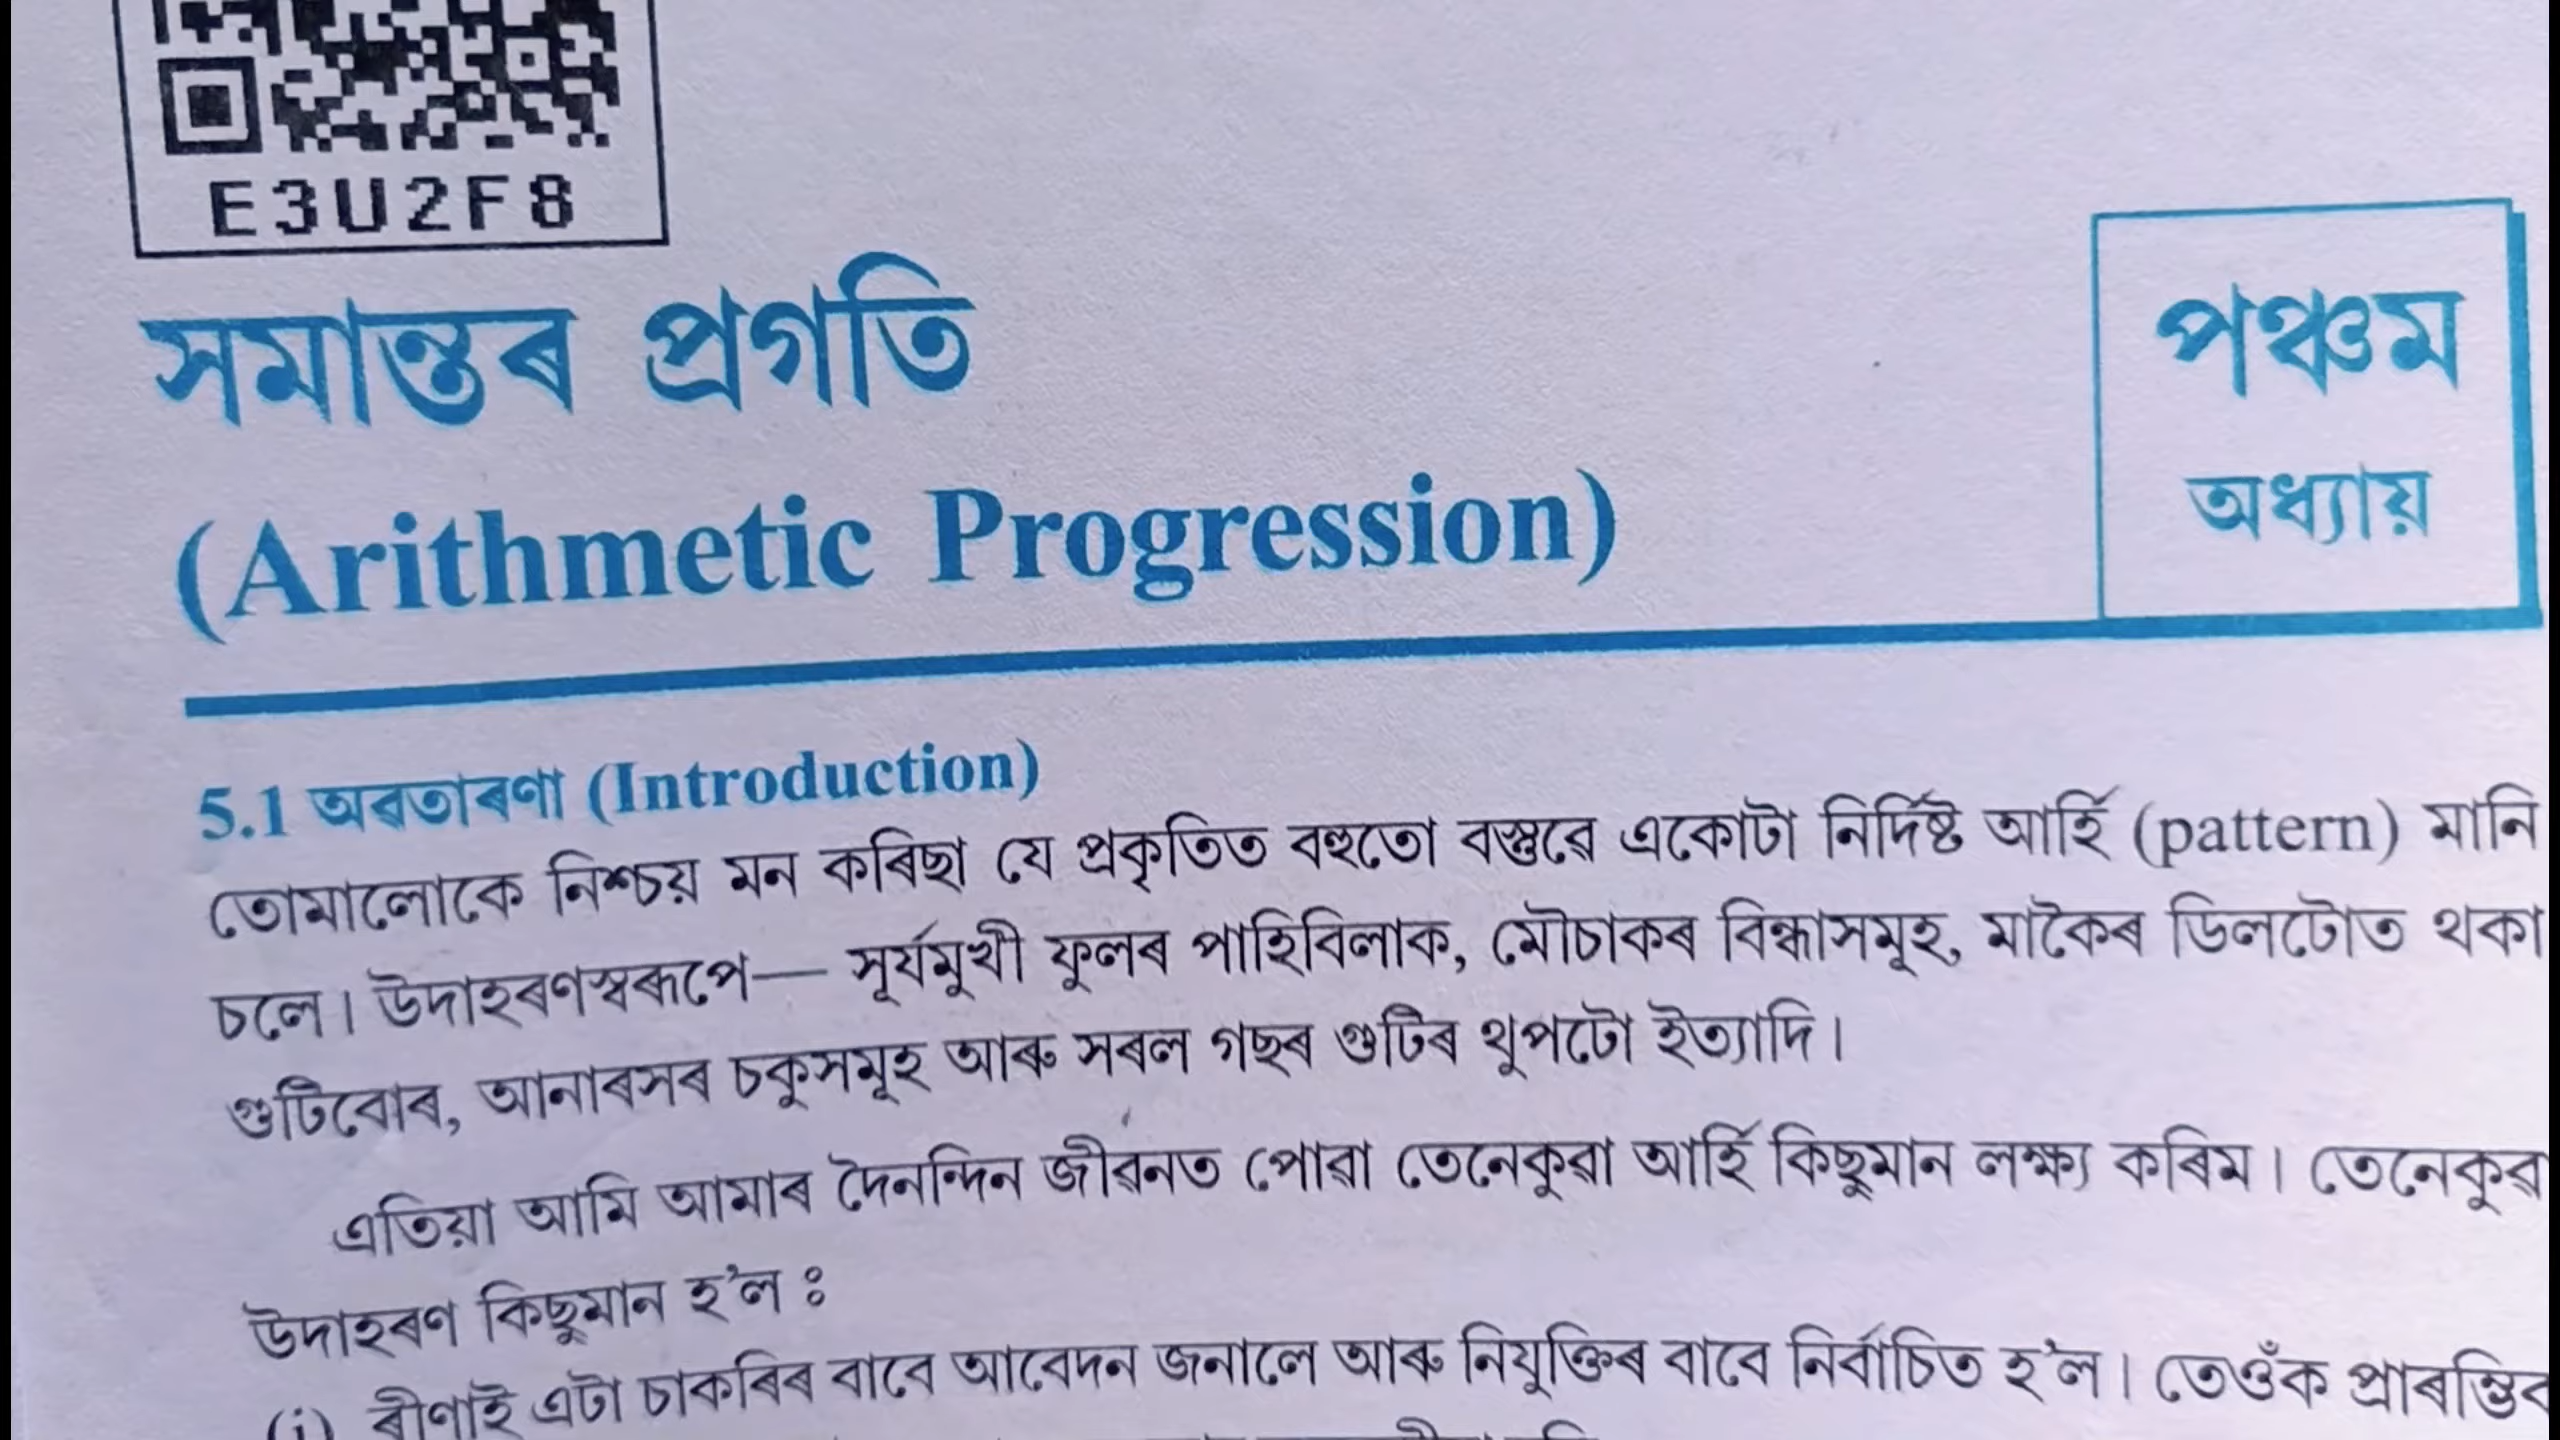 E3U2F8
সমান্তৰ প্ৰগতি
(Arithmetic Progression)
পঞ্চম
অধ্যায়
5.1 অৱতাৰণা (Introduction)
তোমালোকে নিশ্চয় মন কৰিছা যে প্ৰকৃতিত বহুতো বস্তুৱে একোটা নিৰ্দিষ্ট আৰ্হি (pattern) মানি
চলে। উদাহৰণস্বৰূপে— সূৰ্যমুখী ফুলৰ পাহিবিলাক, মৌচাকৰ বিন্ধাসমূহ, মাকৈৰ ডিলটোত থকা
গুটিবোৰ, আনাৰসৰ চকুসমূহ আৰু সৰল গছৰ গুটিৰ থুপটো ইত্যাদি।
এতিয়া আমি আমাৰ দৈনন্দিন জীৱনত পোৱা তেনেকুৱা আৰ্হি কিছুমান লক্ষ্য কৰিম। তেনেকুৱ
উদাহৰণ কিছুমান হ'ল ঃ
(i) ৰীণাই এটা চাকৰিৰ বাবে আবেদন জনালে আৰু নিযুক্তিৰ বাবে নিৰ্বাচিত হ'ল। তেওঁক